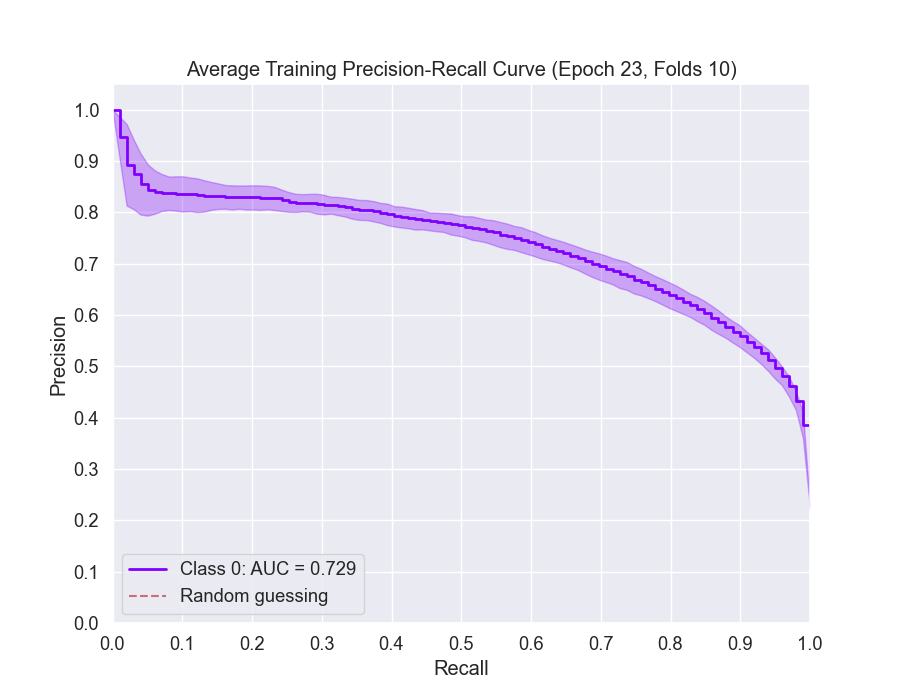 Average Training Precision-Recall Curve (Epoch 23, Folds 10)
Precision
1.0
0.9
0.8
0.7
0.6
0.5
0.4
0.3
0.2
0.1
0.0
Class 0: AUC = 0.729
Random guessing
0.0 0.1 0.2 0.3 0.4 0.5 0.6 0.7 0.8 0.9 1.0
Recall